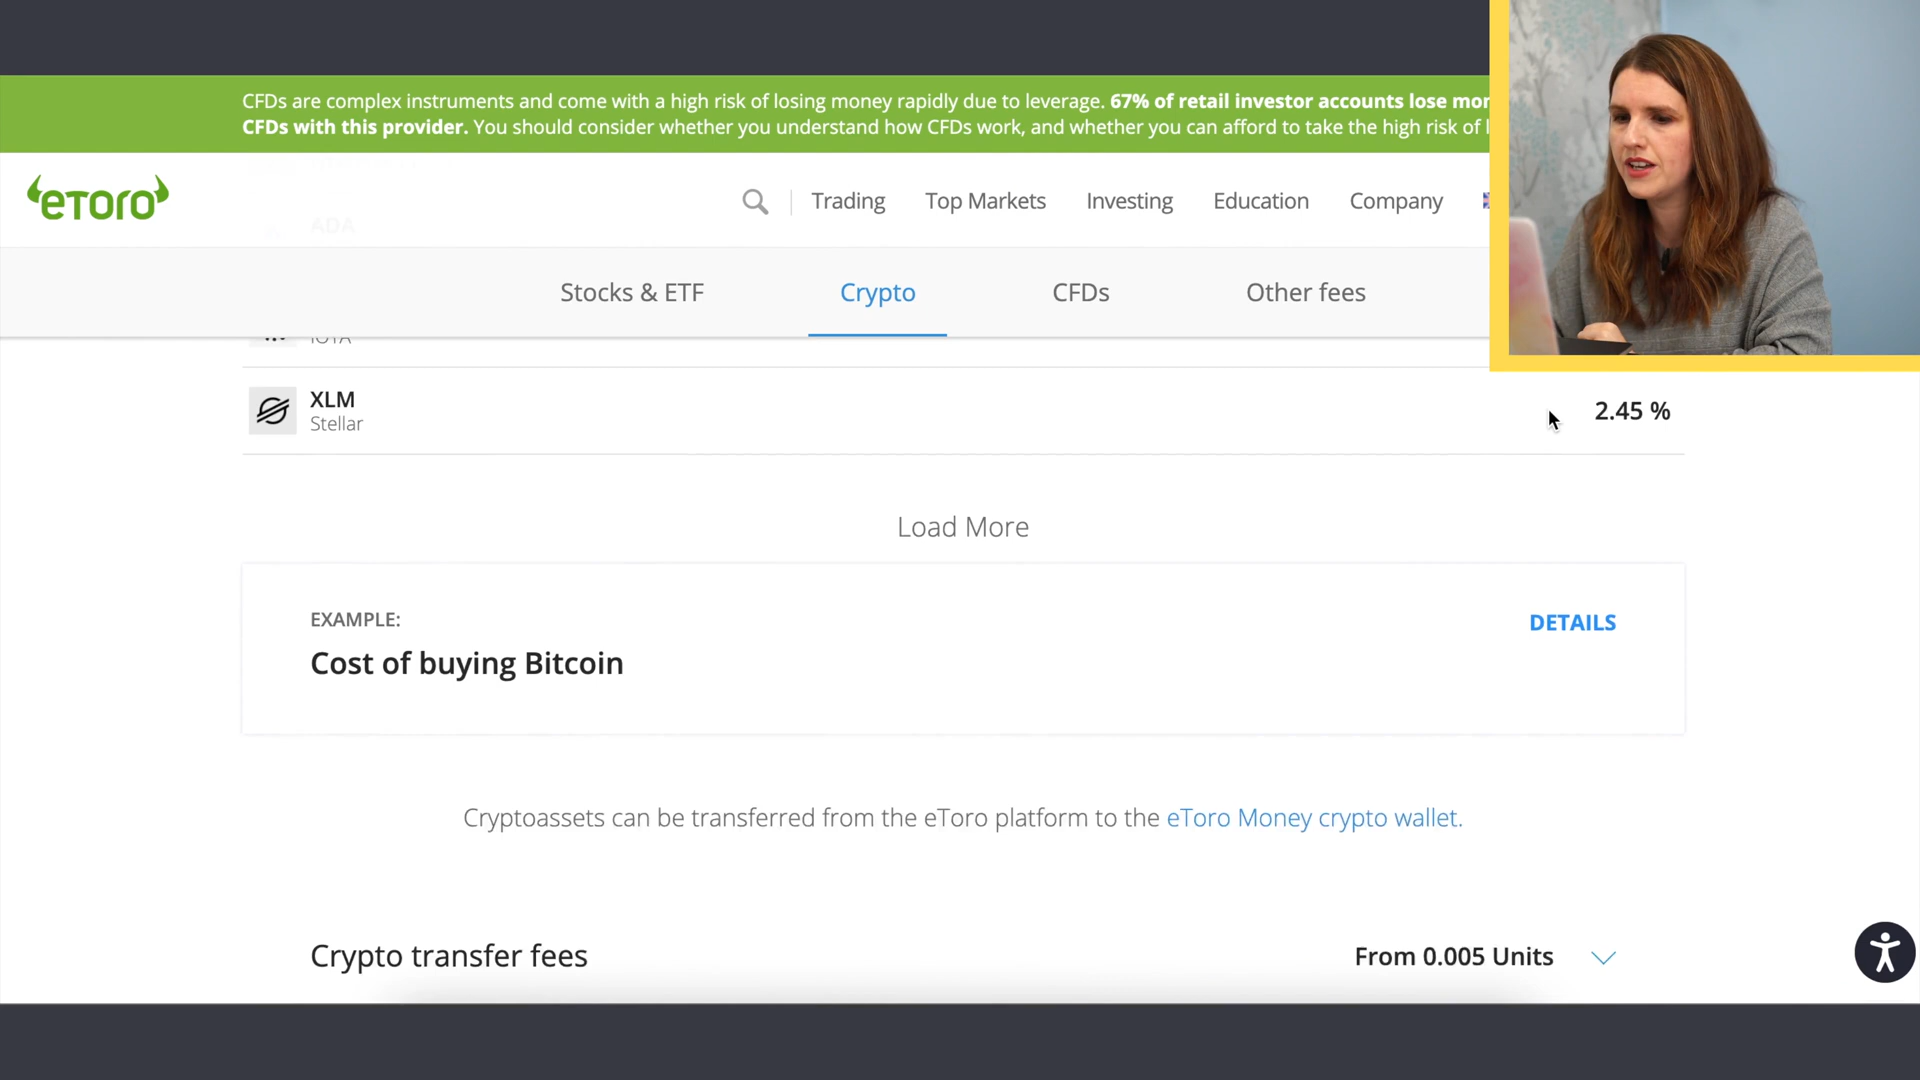 CFDs are complex instruments and come with a high risk of losing money rapidly due to leverage. 67% of retail investor accounts lose
CFDs with this provider. You should consider whether you understand how CFDs work, and whether you can afford to take the high risk of
eToro
Trading
Top Markets
Investing
Education
Company
ADA
Stocks & ETF
Crypto
CFDs
Other fees
IOTA
XLM
Stellar
2.45 %
Load More
EXAMPLE:
DETAILS
Cost of buying Bitcoin
Cryptoassets can be transferred from the eToro platform to the eToro Money crypto wallet.
Crypto transfer fees
From 0.005 Units